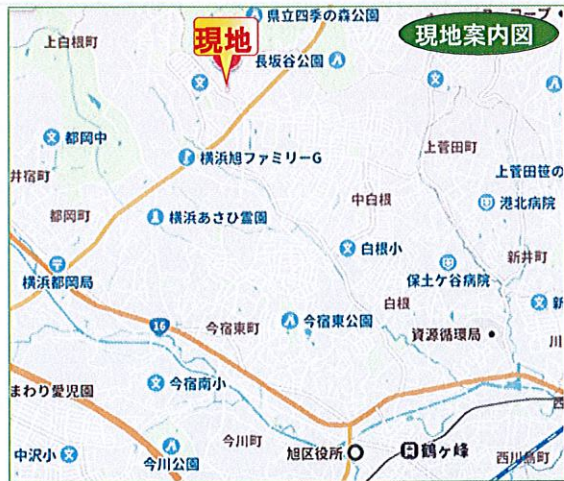 県立四季の森公園
現地案内図
上白根町
現地
長坂谷公園
都岡中
横浜旭ファミリーG
上菅田町
井宿町
上菅田笹の
中白根
港北病院
都岡町
横浜あさひ霊園
白根小
新井町
保土ケ谷病院
横浜都岡局
白根
新
16
今宿東町
今宿東公園
資源循環局
川
まわり愛児園
今宿南小
西
今川町
旭区役所
鶴ヶ峰
中沢小
今川公園
西川島町